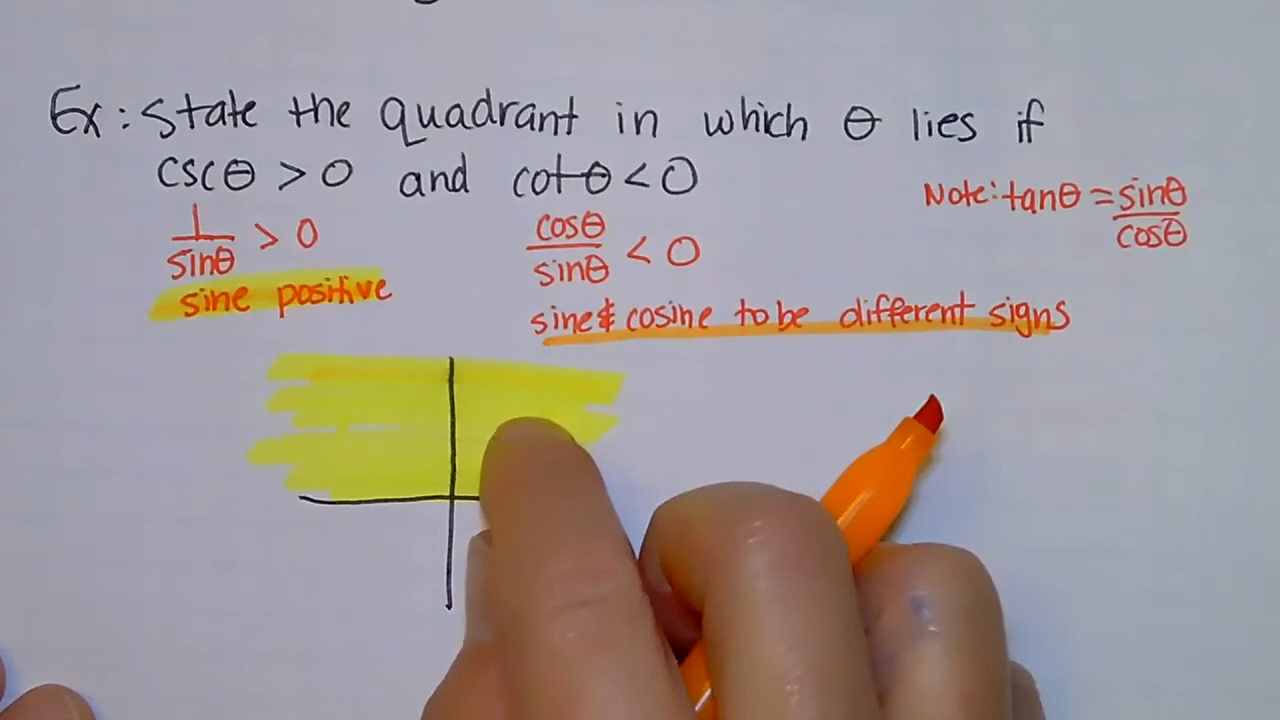 Ex: State the quadrant in which θ lies if
cscθ > 0 and cotθ < 0
Note: tanθ = sinθ/cosθ
1/sinθ > 0
cosθ/sinθ < 0
sine positive
sine & cosine to be different signs